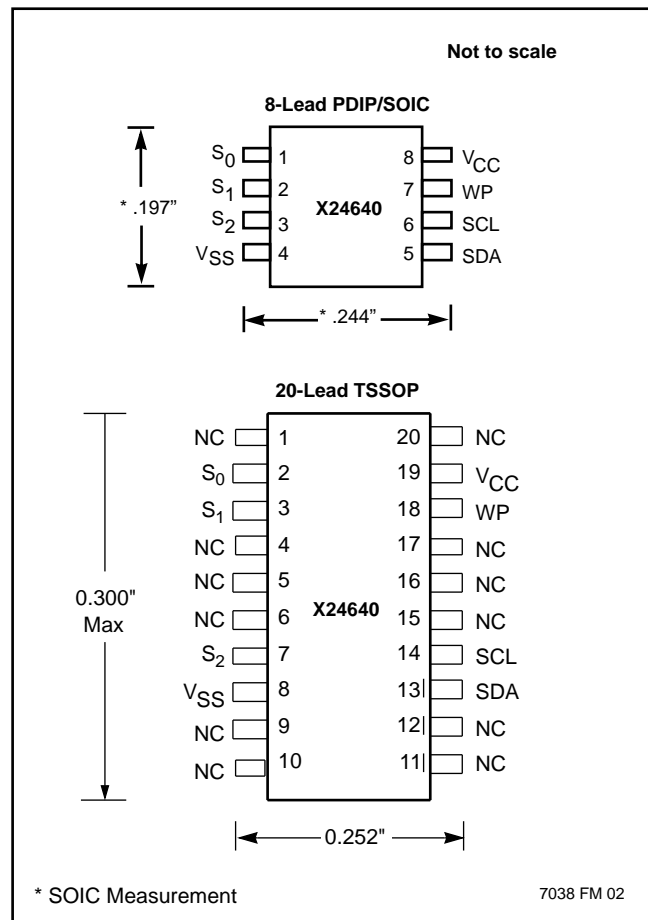 Not to scale
8-Lead PDIP/SOIC
* .197”
S0 1 8 VCC
S1 2 7 WP
X24640
S2 3 6 SCL
VSS 4 5 SDA
* .244”
20-Lead TSSOP
NC 1 20 NC
S0 2 19 VCC
S1 3 18 WP
NC 4 17 NC
NC 5 16 NC
0.300"
Max
NC 6 15 NC
X24640
S2 7 14 SCL
VSS 8 13 SDA
NC 9 12 NC
NC 10 11 NC
0.252"
* SOIC Measurement
7038 FM 02